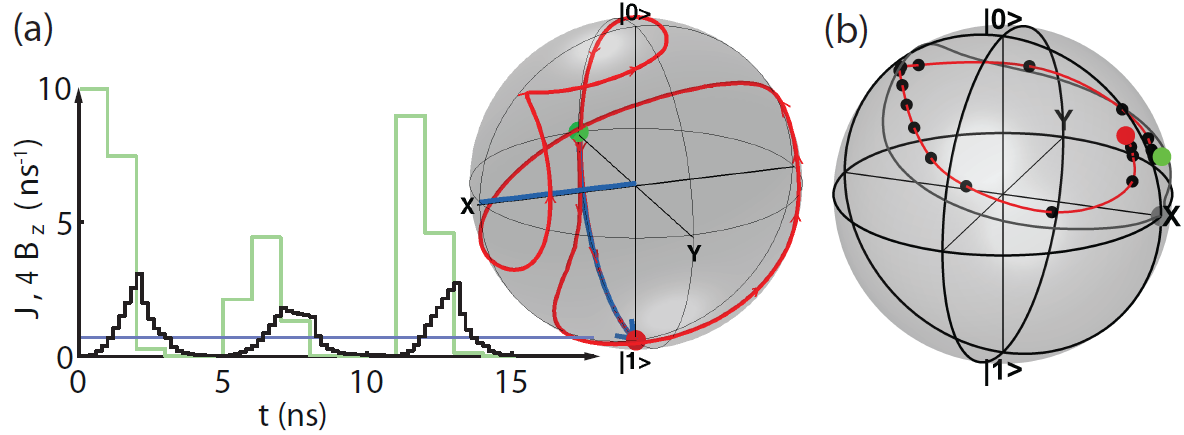 (a)
10
5
0
J , 4 B_z ( ns⁻¹)
0 5 10 15
t (ns)
|0>
X
Y
|1>
(b)
|0>
Y
X
|1>